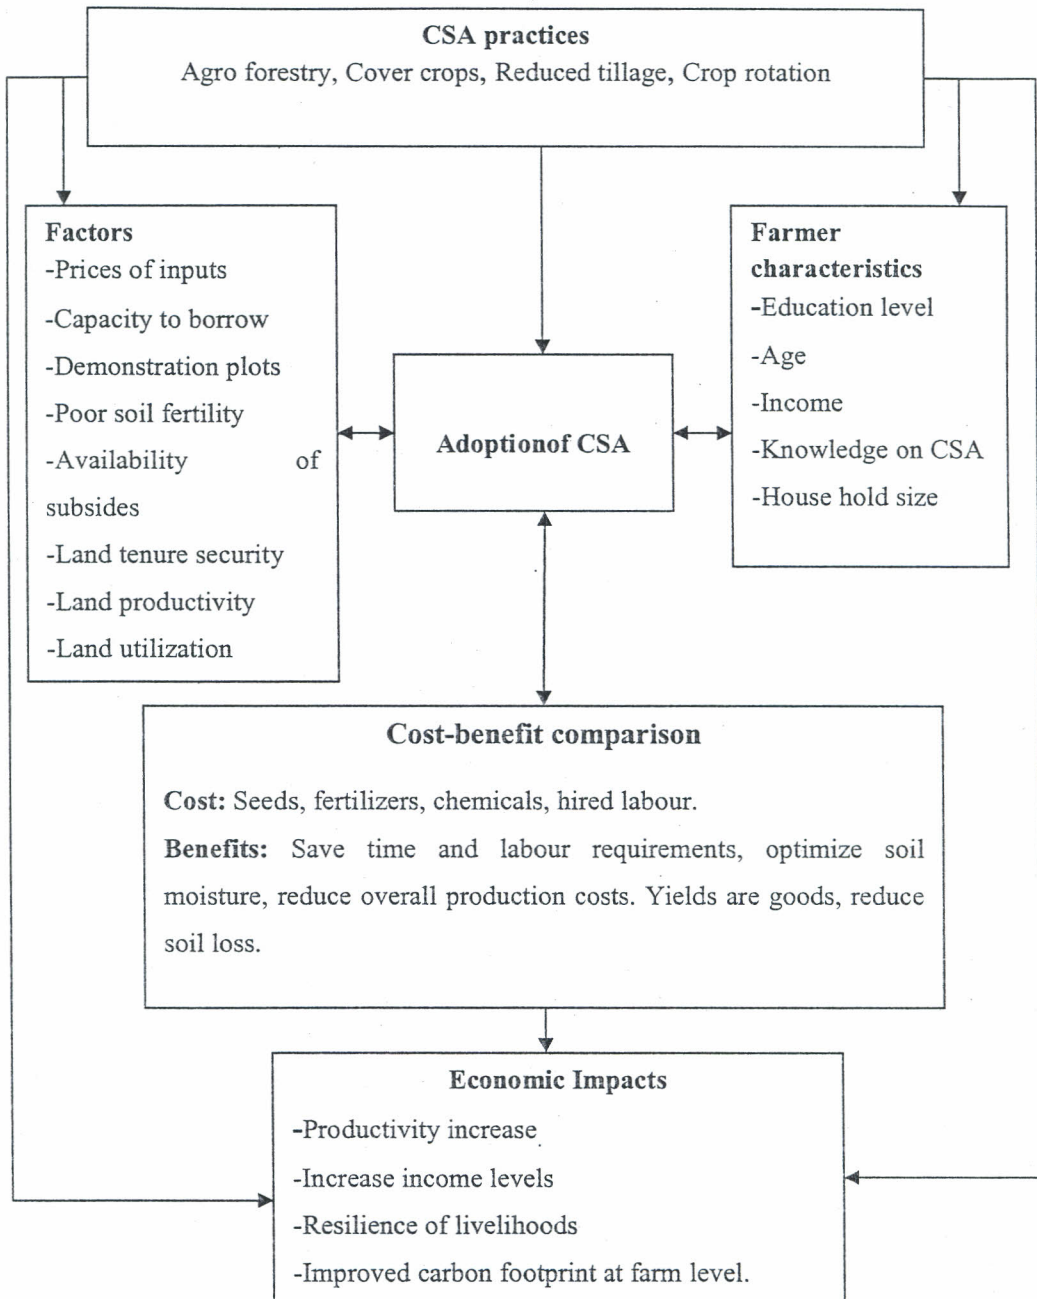 CSA practices
Agro forestry, Cover crops, Reduced tillage, Crop rotation
Factors
-Prices of inputs
-Capacity to borrow
-Demonstration plots
-Poor soil fertility
-Availability of
subsides
-Land tenure security
-Land productivity
-Land utilization
Adoptionof CSA
Farmer
characteristics
-Education level
-Age
-Income
-Knowledge on CSA
-House hold size
Cost-benefit comparison
Cost: Seeds, fertilizers, chemicals, hired labour.
Benefits: Save time and labour requirements, optimize soil
moisture, reduce overall production costs. Yields are goods, reduce
soil loss.
Economic Impacts
-Productivity increase
-Increase income levels
-Resilience of livelihoods
-Improved carbon footprint at farm level.